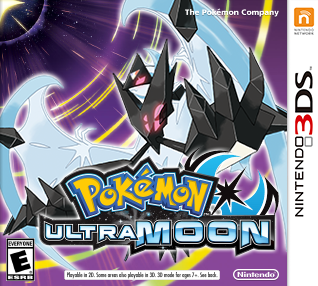 The Pokémon Company
NINTENDO
NETWORK
NINTENDO 3DS™
POKéMON
ULTRA MOON
EVERYONE
E
ESRB
Playable in 2D. Some areas also playable in 3D. 3D mode for ages 7+. See back.
Nintendo